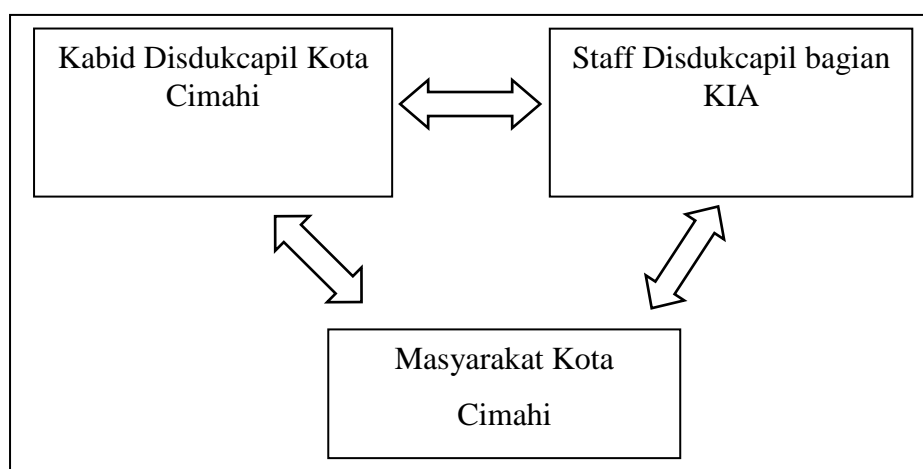 Kabid Disdukcapil Kota
Cimahi
Staff Disdukcapil bagian
KIA
Masyarakat Kota
Cimahi